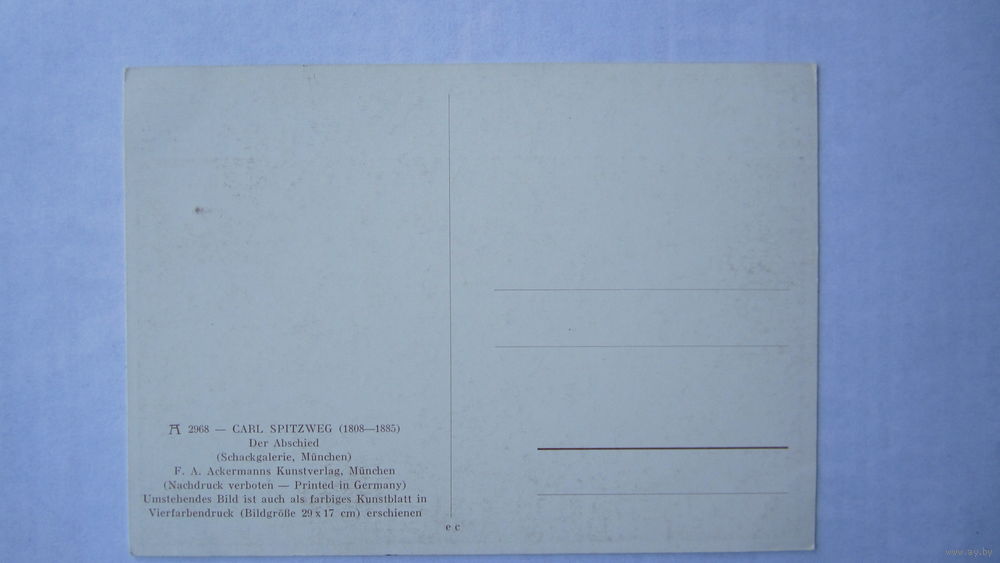 2968 — CARL SPITZWEG (1808—1885)
Der Abschied
(Schackgalerie, München)
F. A. Ackermanns Kunstverlag, München
(Nachdruck verboten — Printed in Germany)
Umstehendes Bild ist auch als farbiges Kunstblatt in
Vierfarbendruck (Bildgröße 29 x 17 cm) erschienen
e c
www.ay.by